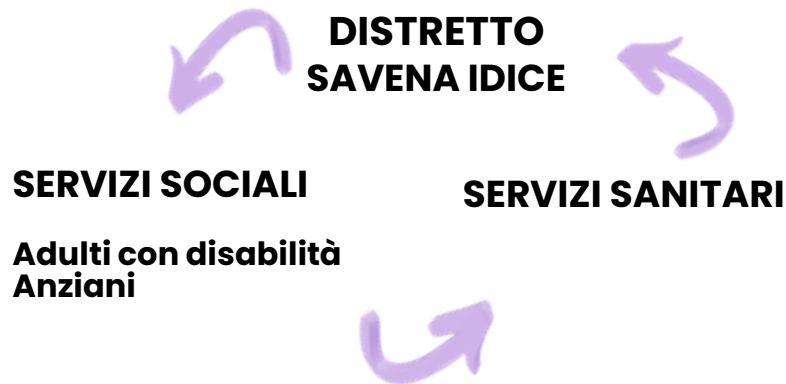 DISTRETTO
SAVENA IDICE
SERVIZI SOCIALI
SERVIZI SANITARI
Adulti con disabilità
Anziani